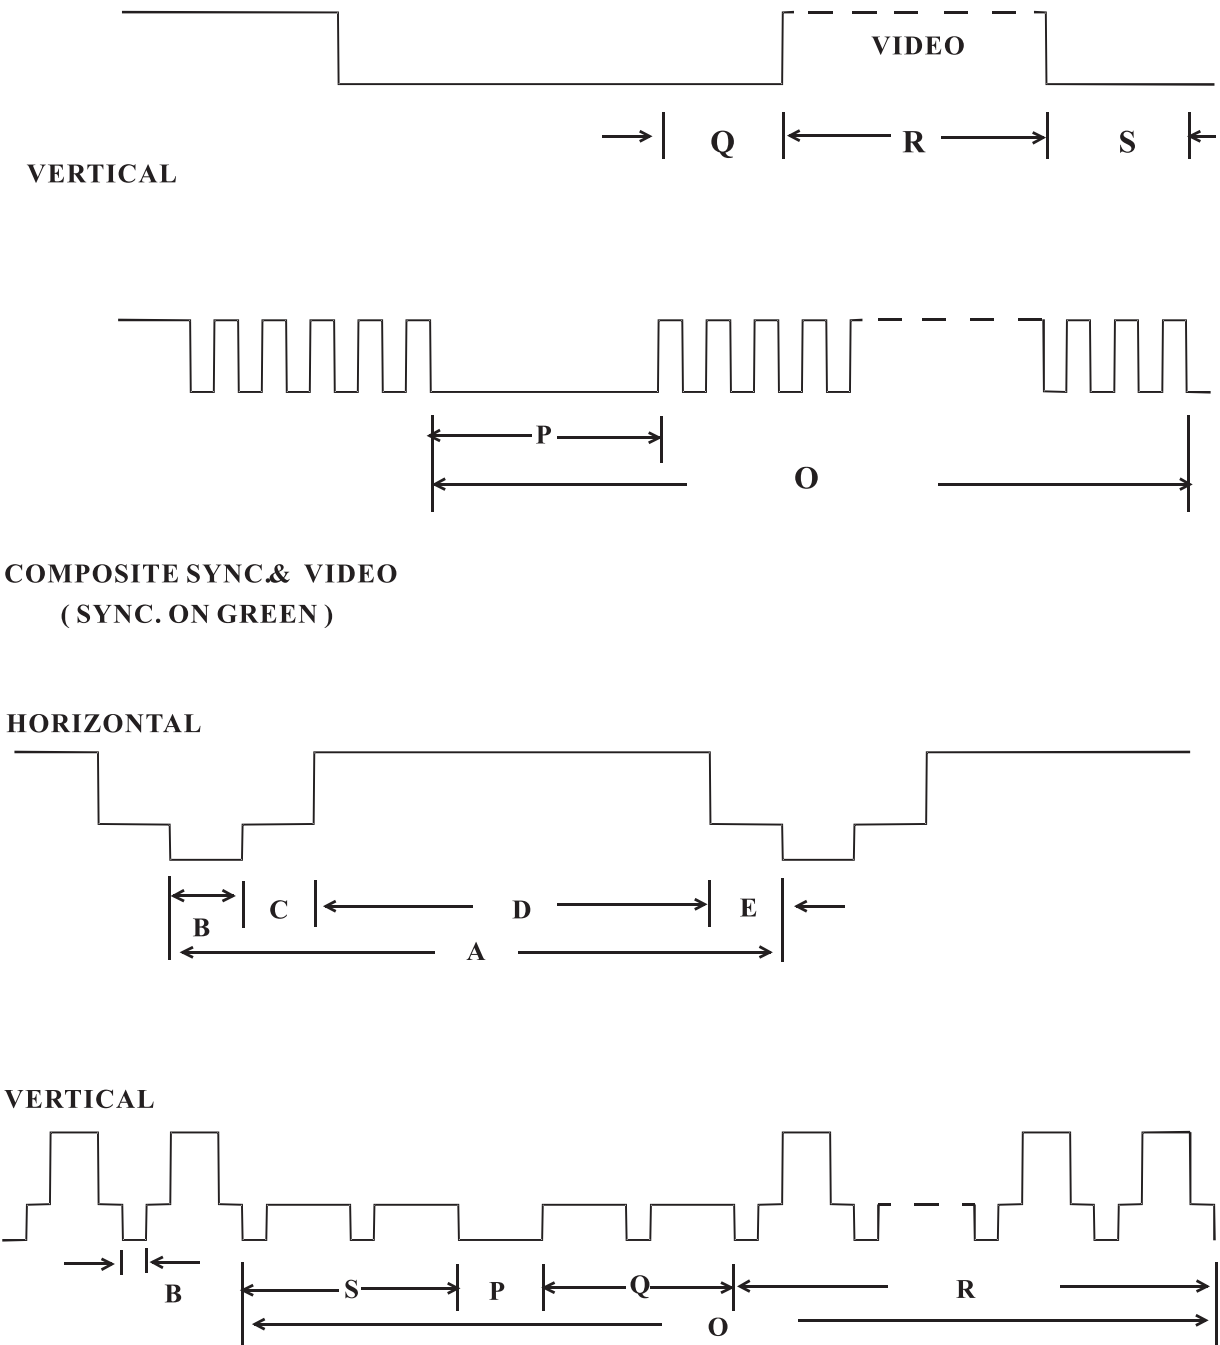 VIDEO
Q R S
VERTICAL
P
O
COMPOSITE SYNC.& VIDEO
( SYNC. ON GREEN )
HORIZONTAL
B C D E
A
VERTICAL
B S P Q R
O